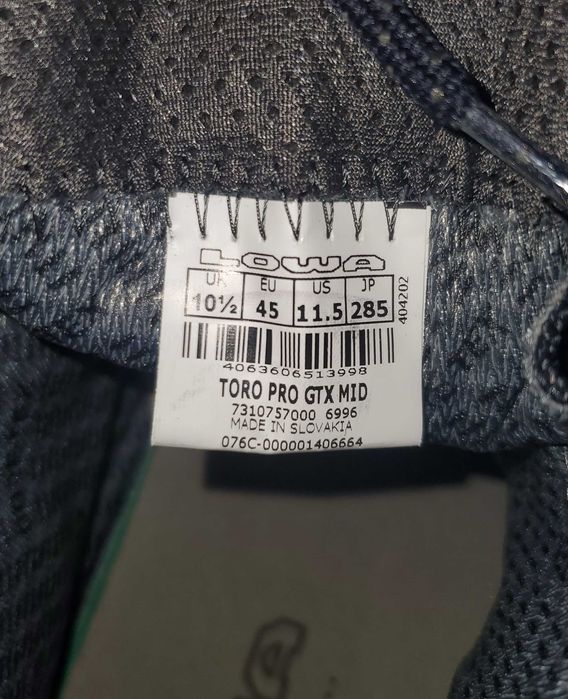 LOWA
UK EU US JP
10½ 45 11.5 285
404202
4063606513998
TORO PRO GTX MID
7310757000 6996
MADE IN SLOVAKIA
076C-000001406664